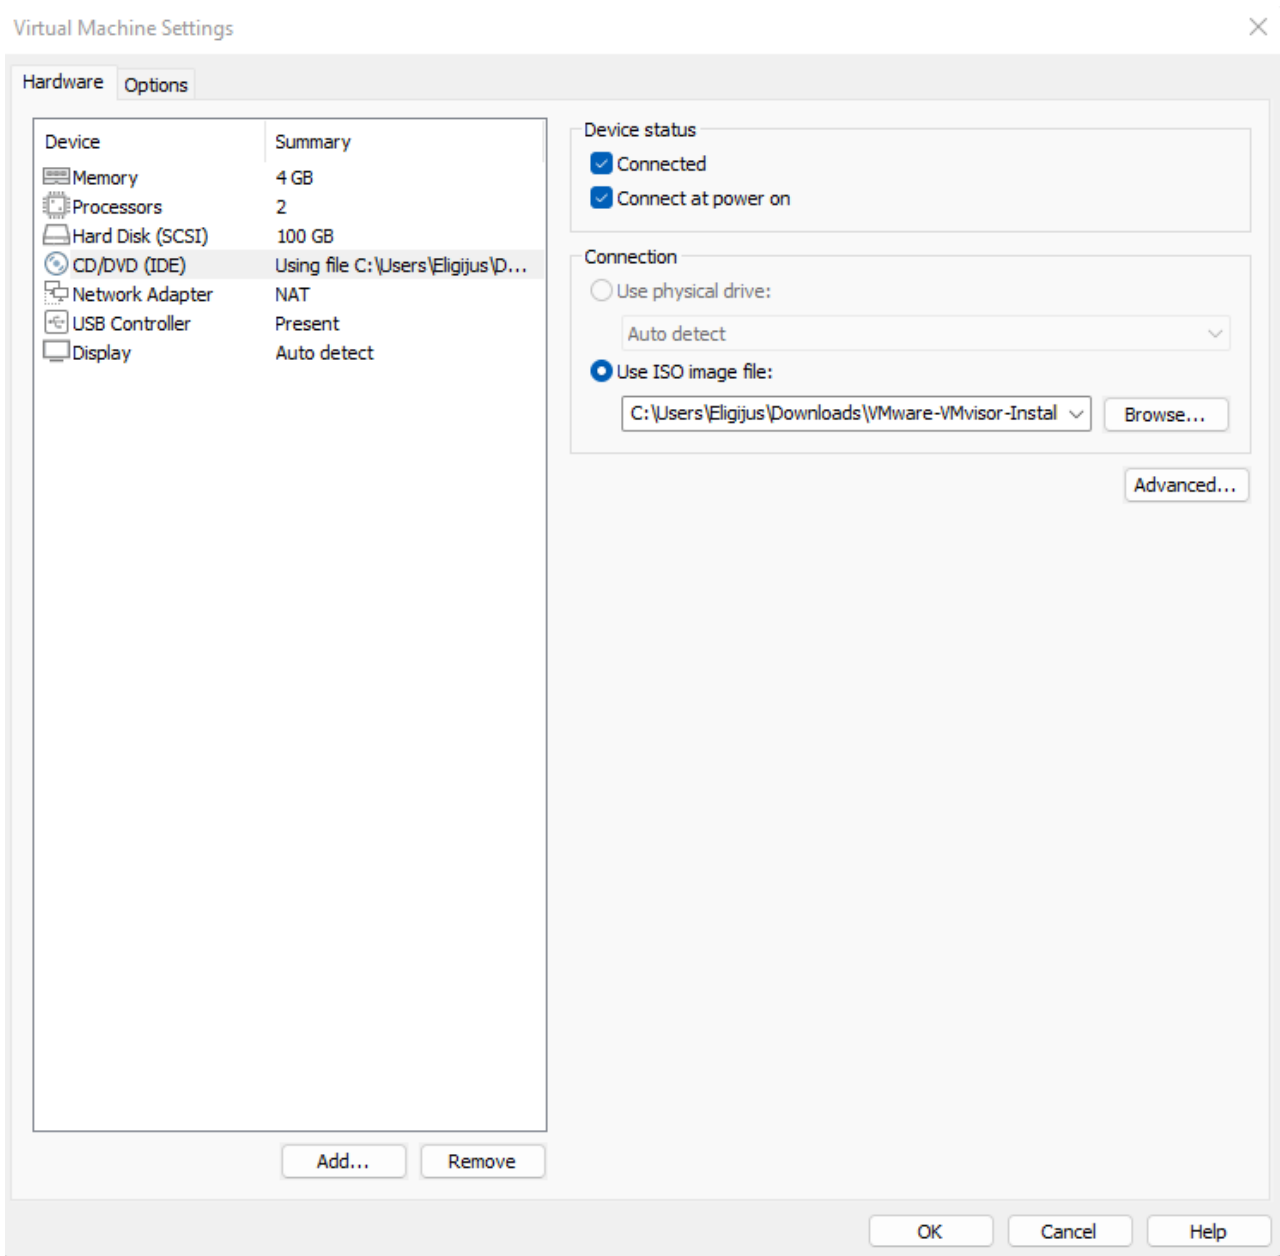 Virtual Machine Settings
Hardware
Options
Device Summary
Memory 4 GB
Processors 2
Hard Disk (SCSI) 100 GB
CD/DVD (IDE) Using file C:\Users\Eligijus\D...
Network Adapter NAT
USB Controller Present
Display Auto detect
Add...
Remove
Device status
Connected
Connect at power on
Connection
Use physical drive:
Auto detect
Use ISO image file:
C:\Users\Eligijus\Downloads\VMware-VMvisor-Instal
Browse...
Advanced...
OK
Cancel
Help